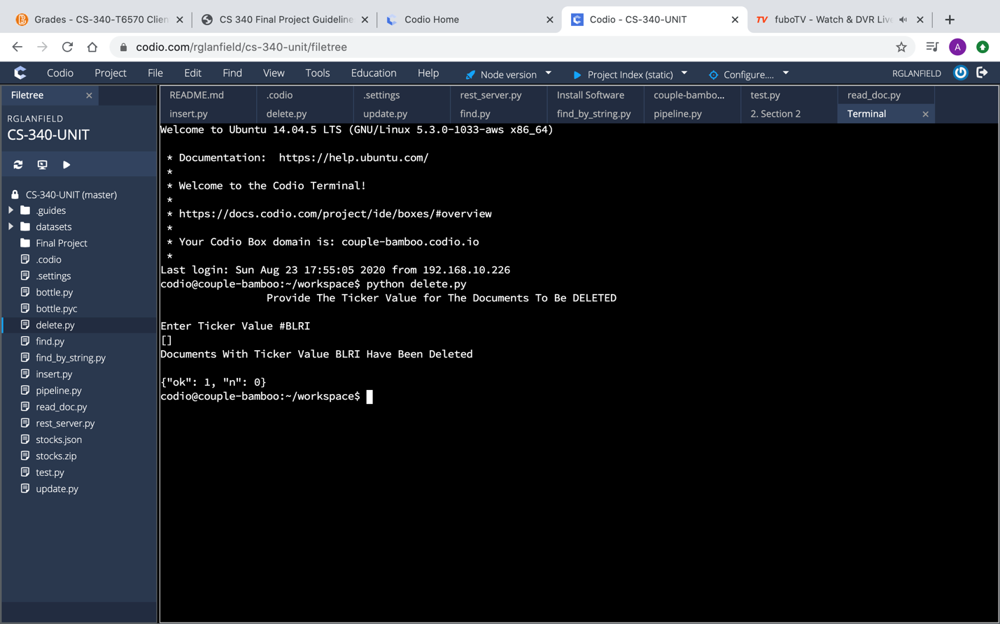 Grades - CS-340-T6570 Clien
CS 340 Final Project Guideline
Codio Home
Codio - CS-340-UNIT
TV fuboTV - Watch & DVR Live
codio.com/rglanfield/cs-340-unit/filetree
A
Codio Project File Edit Find View Tools Education Help Node version Project Index (static) Configure.... RGLANFIELD
Filetree
README.md .codio .settings rest_server.py Install Software couple-bambo... test.py read_doc.py
insert.py delete.py update.py find.py find_by_string.py pipeline.py 2. Section 2 Terminal
RGLANFIELD
CS-340-UNIT
CS-340-UNIT (master)
.guides
datasets
Final Project
.codio
.settings
bottle.py
bottle.pyc
delete.py
find.py
find_by_string.py
insert.py
pipeline.py
read_doc.py
rest_server.py
stocks.json
stocks.zip
test.py
update.py
Welcome to Ubuntu 14.04.5 LTS (GNU/Linux 5.3.0-1033-aws x86_64)
* Documentation:  https://help.ubuntu.com/
*
* Welcome to the Codio Terminal!
*
* https://docs.codio.com/project/ide/boxes/#overview
*
* Your Codio Box domain is: couple-bamboo.codio.io
*
Last login: Sun Aug 23 17:55:05 2020 from 192.168.10.226
codio@couple-bamboo:~/workspace$ python delete.py
Provide The Ticker Value for The Documents To Be DELETED
Enter Ticker Value #BLRI
[]
Documents With Ticker Value BLRI Have Been Deleted
{"ok": 1, "n": 0}
codio@couple-bamboo:~/workspace$